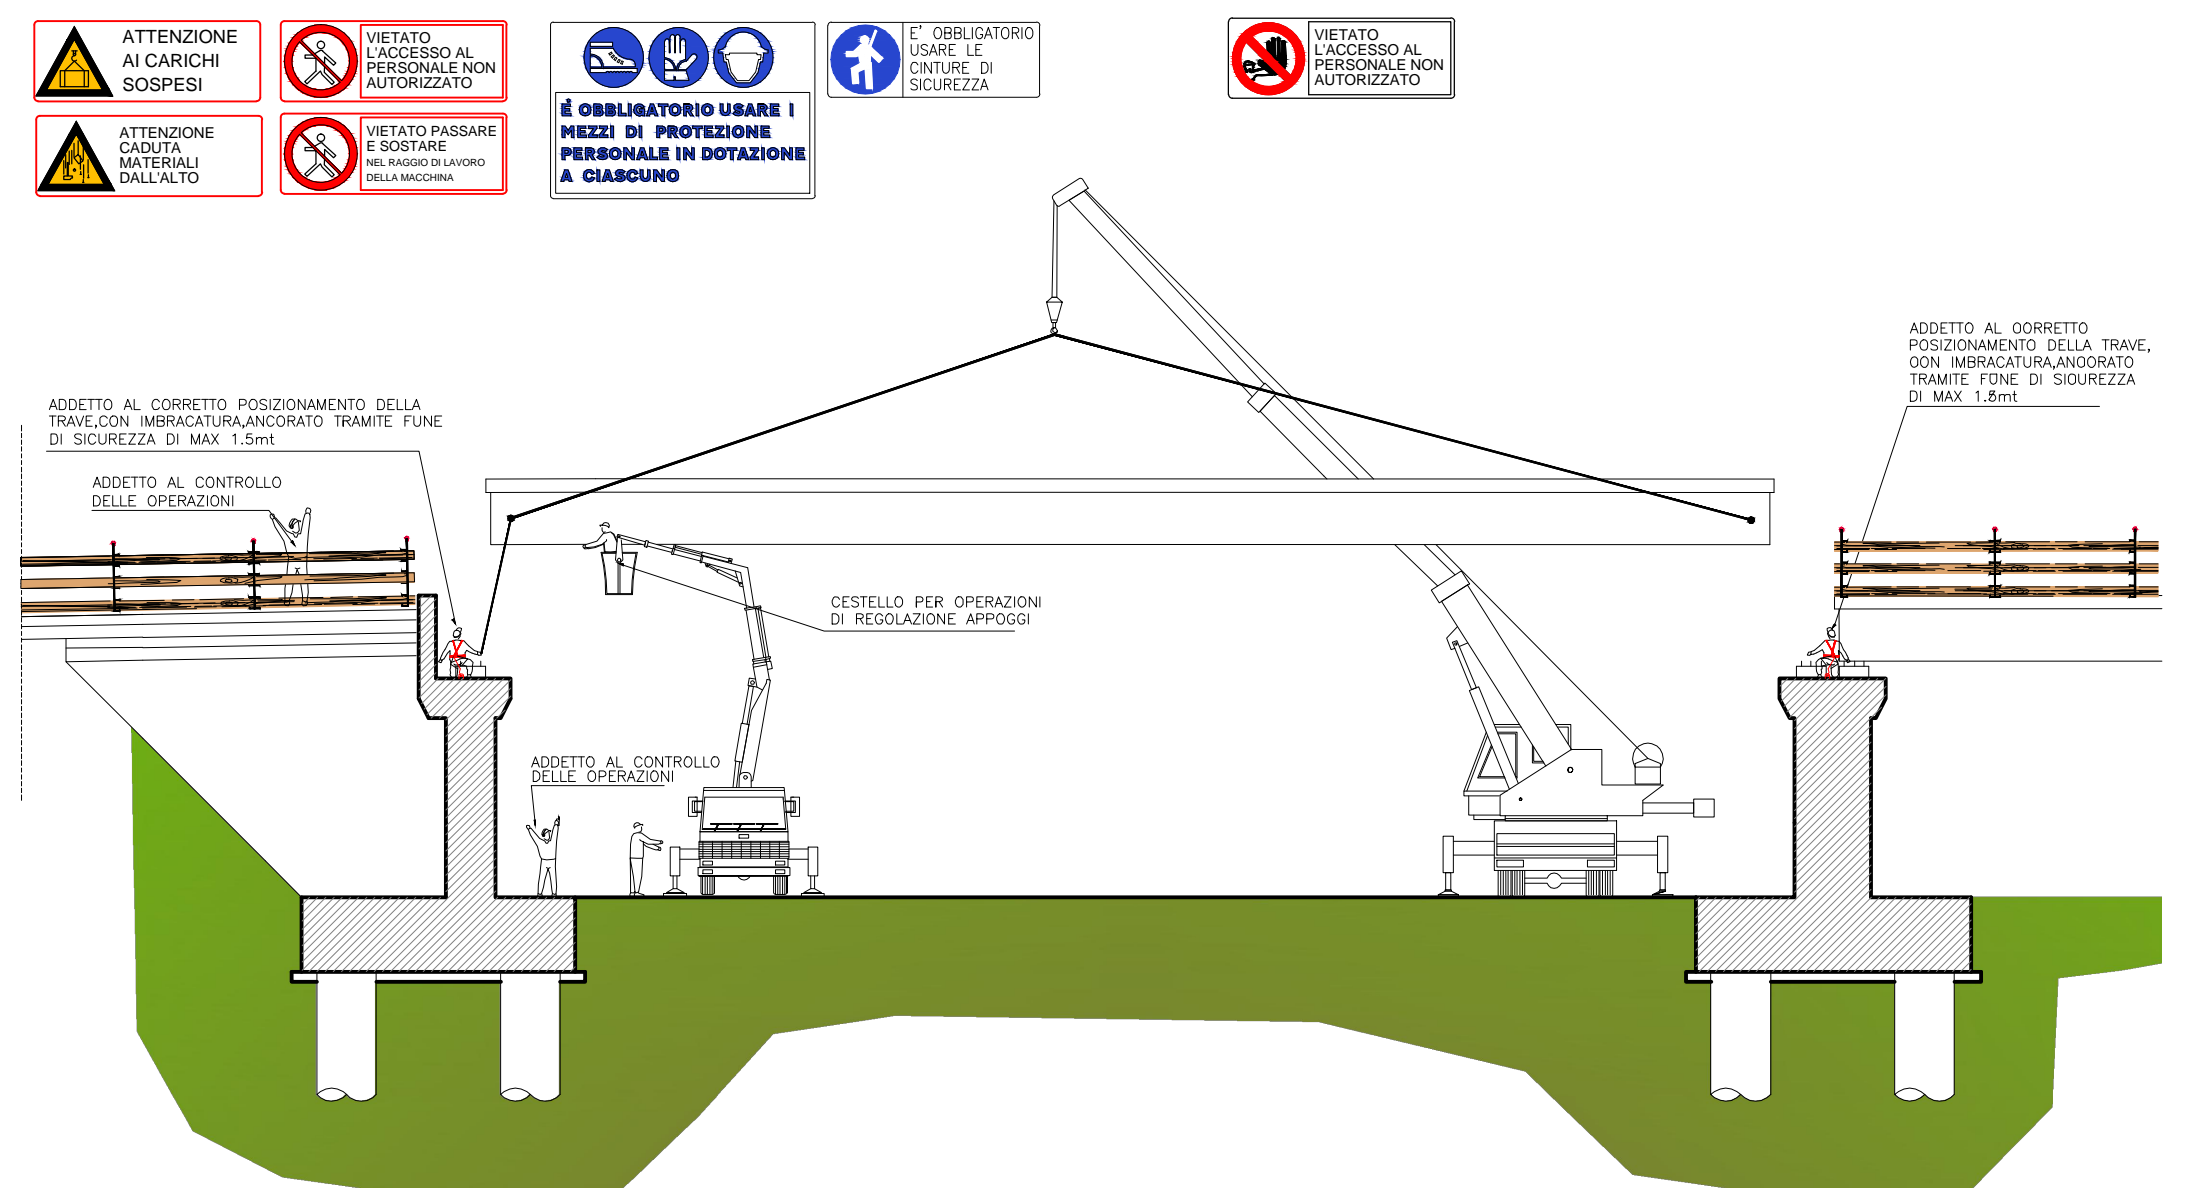 ATTENZIONE
AI CARICHI
SOSPESI
VIETATO
L'ACCESSO AL
PERSONALE NON
AUTORIZZATO
ATTENZIONE
CADUTA
MATERIALI
DALL'ALTO
VIETATO PASSARE
E SOSTARE
NEL RAGGIO DI LAVORO
DELLA MACCHINA
È OBBLIGATORIO USARE I
MEZZI DI PROTEZIONE
PERSONALE IN DOTAZIONE
A CIASCUNO
E' OBBLIGATORIO
USARE LE
CINTURE DI
SICUREZZA
VIETATO
L'ACCESSO AL
PERSONALE NON
AUTORIZZATO
ADDETTO AL OORRETTO
POSIZIONAMENTO DELLA TRAVE,
OON IMBRACATURA,ANOORATO
TRAMITE FUNE DI SIOUREZZA
DI MAX 1.5mt
ADDETTO AL CORRETTO POSIZIONAMENTO DELLA
TRAVE,CON IMBRACATURA,ANCORATO TRAMITE FUNE
DI SICUREZZA DI MAX 1.5mt
ADDETTO AL CONTROLLO
DELLE OPERAZIONI
CESTELLO PER OPERAZIONI
DI REGOLAZIONE APPOGGI
ADDETTO AL CONTROLLO
DELLE OPERAZIONI